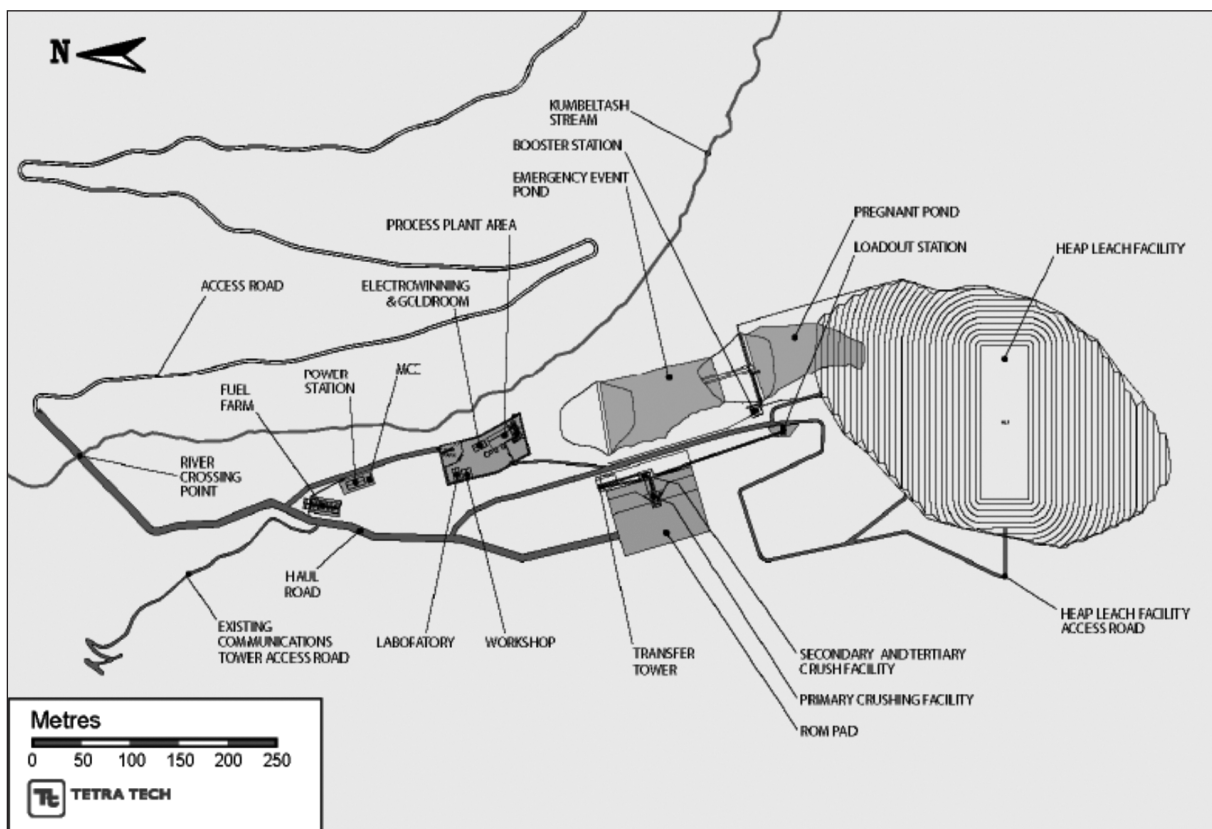 N
KUMBELTASH
STREAM
BOOSTER STATION
EMERGENCY EVENT
POND
PREGNANT POND
PROCESS PLANT AREA
LOADOUT STATION
HEAP LEACH FACILITY
ELECTROWINNING
& GOLDROOM
ACCESS ROAD
POWER
STATION
MCC
FUEL
FARM
RIVER
CROSSING
POINT
HAUL
ROAD
EXISTING
COMMUNICATIONS
TOWER ACCESS ROAD
LABOFATORY
WORKSHOP
TRANSFER
TOWER
SECONDARY AND TERTIARY
CRUSH FACILITY
PRIMARY CRUSHING FACILITY
ROM PAD
HEAP LEACH FACILITY
ACCESS ROAD
Metres
0 50 100 150 200 250
Tt TETRA TECH